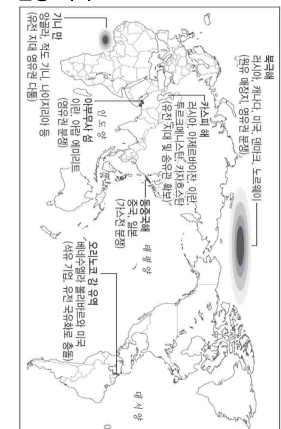 북극해
러시아, 캐나다, 미국, 덴마크, 노르웨이
(원유 매장지, 영유권 분쟁)
카스피 해
러시아, 아제르바이잔, 이란,
투르크메니스탄, 카자흐스탄
(유전 지대 및 송유관 확보)
기니 만
앙골라, 적도 기니, 나이지리아 등
(유전 지대 영유권 다툼)
아부무사 섬
이란, 아랍 에미리트
(영유권 분쟁)
인도양
동중국해
중국, 일본
(가스전 분쟁)
태평양
오리노코 강 유역
베네수엘라 볼리바르와 미국
(석유 기업, 유전 국유화로 충돌)
대서양